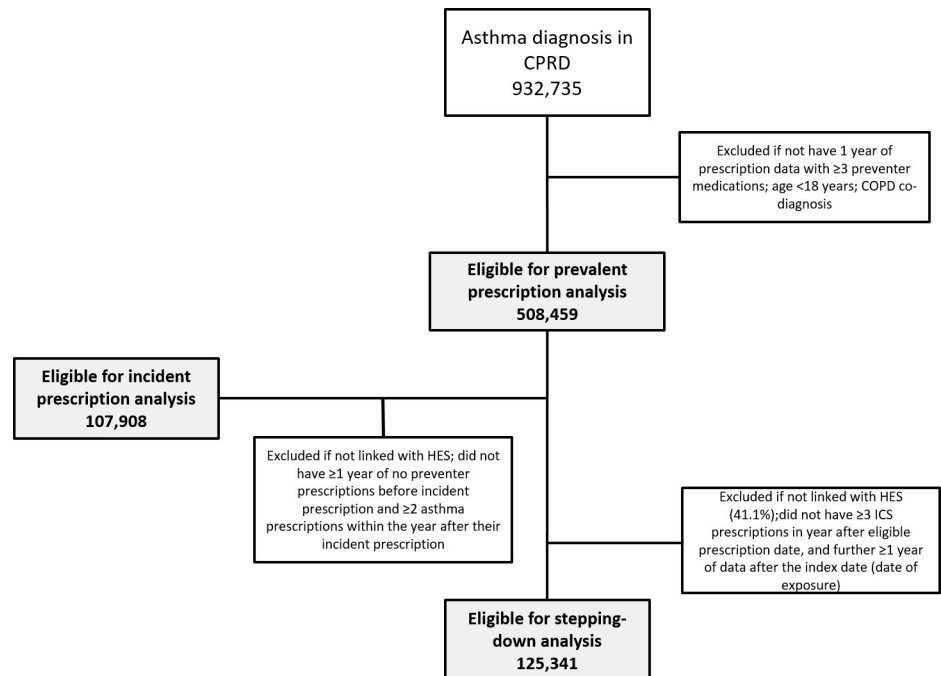 Asthma diagnosis in
CPRD
932,735
Excluded if not have 1 year of
prescription data with ≥3 preventer
medications; age <18 years; COPD co-
diagnosis
Eligible for prevalent
prescription analysis
508,459
Eligible for incident
prescription analysis
107,908
Excluded if not linked with HES; did not
have ≥1 year of no preventer
prescriptions before incident
prescription and ≥2 asthma
prescriptions within the year after their
incident prescription
Excluded if not linked with HES
(41.1%);did not have ≥3 ICS
prescriptions in year after eligible
prescription date, and further ≥1 year
of data after the index date (date of
exposure)
Eligible for stepping-
down analysis
125,341